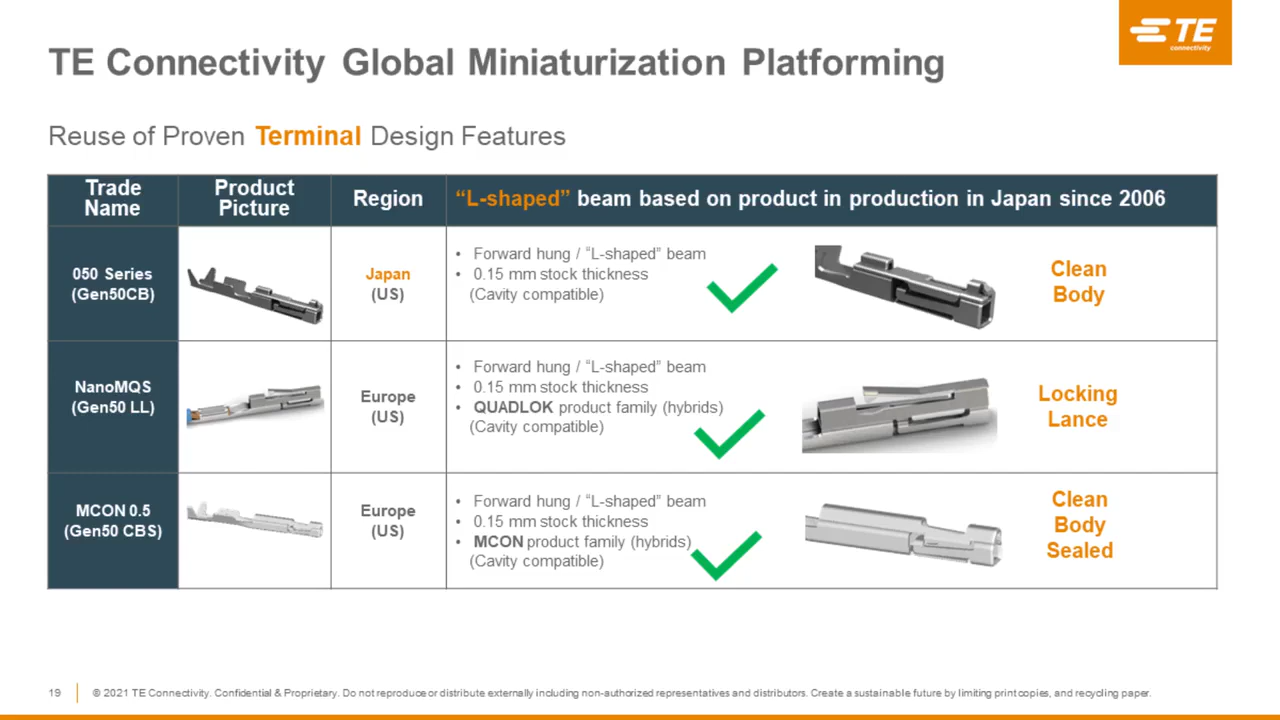 TE
connectivity
TE Connectivity Global Miniaturization Platforming
Reuse of Proven Terminal Design Features
Trade
Name
Product
Picture
Region
“L-shaped” beam based on product in production in Japan since 2006
050 Series
(Gen50CB)
Japan
(US)
• Forward hung / “L-shaped” beam
• 0.15 mm stock thickness
(Cavity compatible)
Clean
Body
NanoMQS
(Gen50 LL)
Europe
(US)
• Forward hung / “L-shaped” beam
• 0.15 mm stock thickness
• QUADLOK product family (hybrids)
(Cavity compatible)
Locking
Lance
MCON 0.5
(Gen50 CBS)
Europe
(US)
• Forward hung / “L-shaped” beam
• 0.15 mm stock thickness
• MCON product family (hybrids)
(Cavity compatible)
Clean
Body
Sealed
19
© 2021 TE Connectivity. Confidential & Proprietary. Do not reproduce or distribute externally including non-authorized representatives and distributors. Create a sustainable future by limiting print copies, and recycling paper.